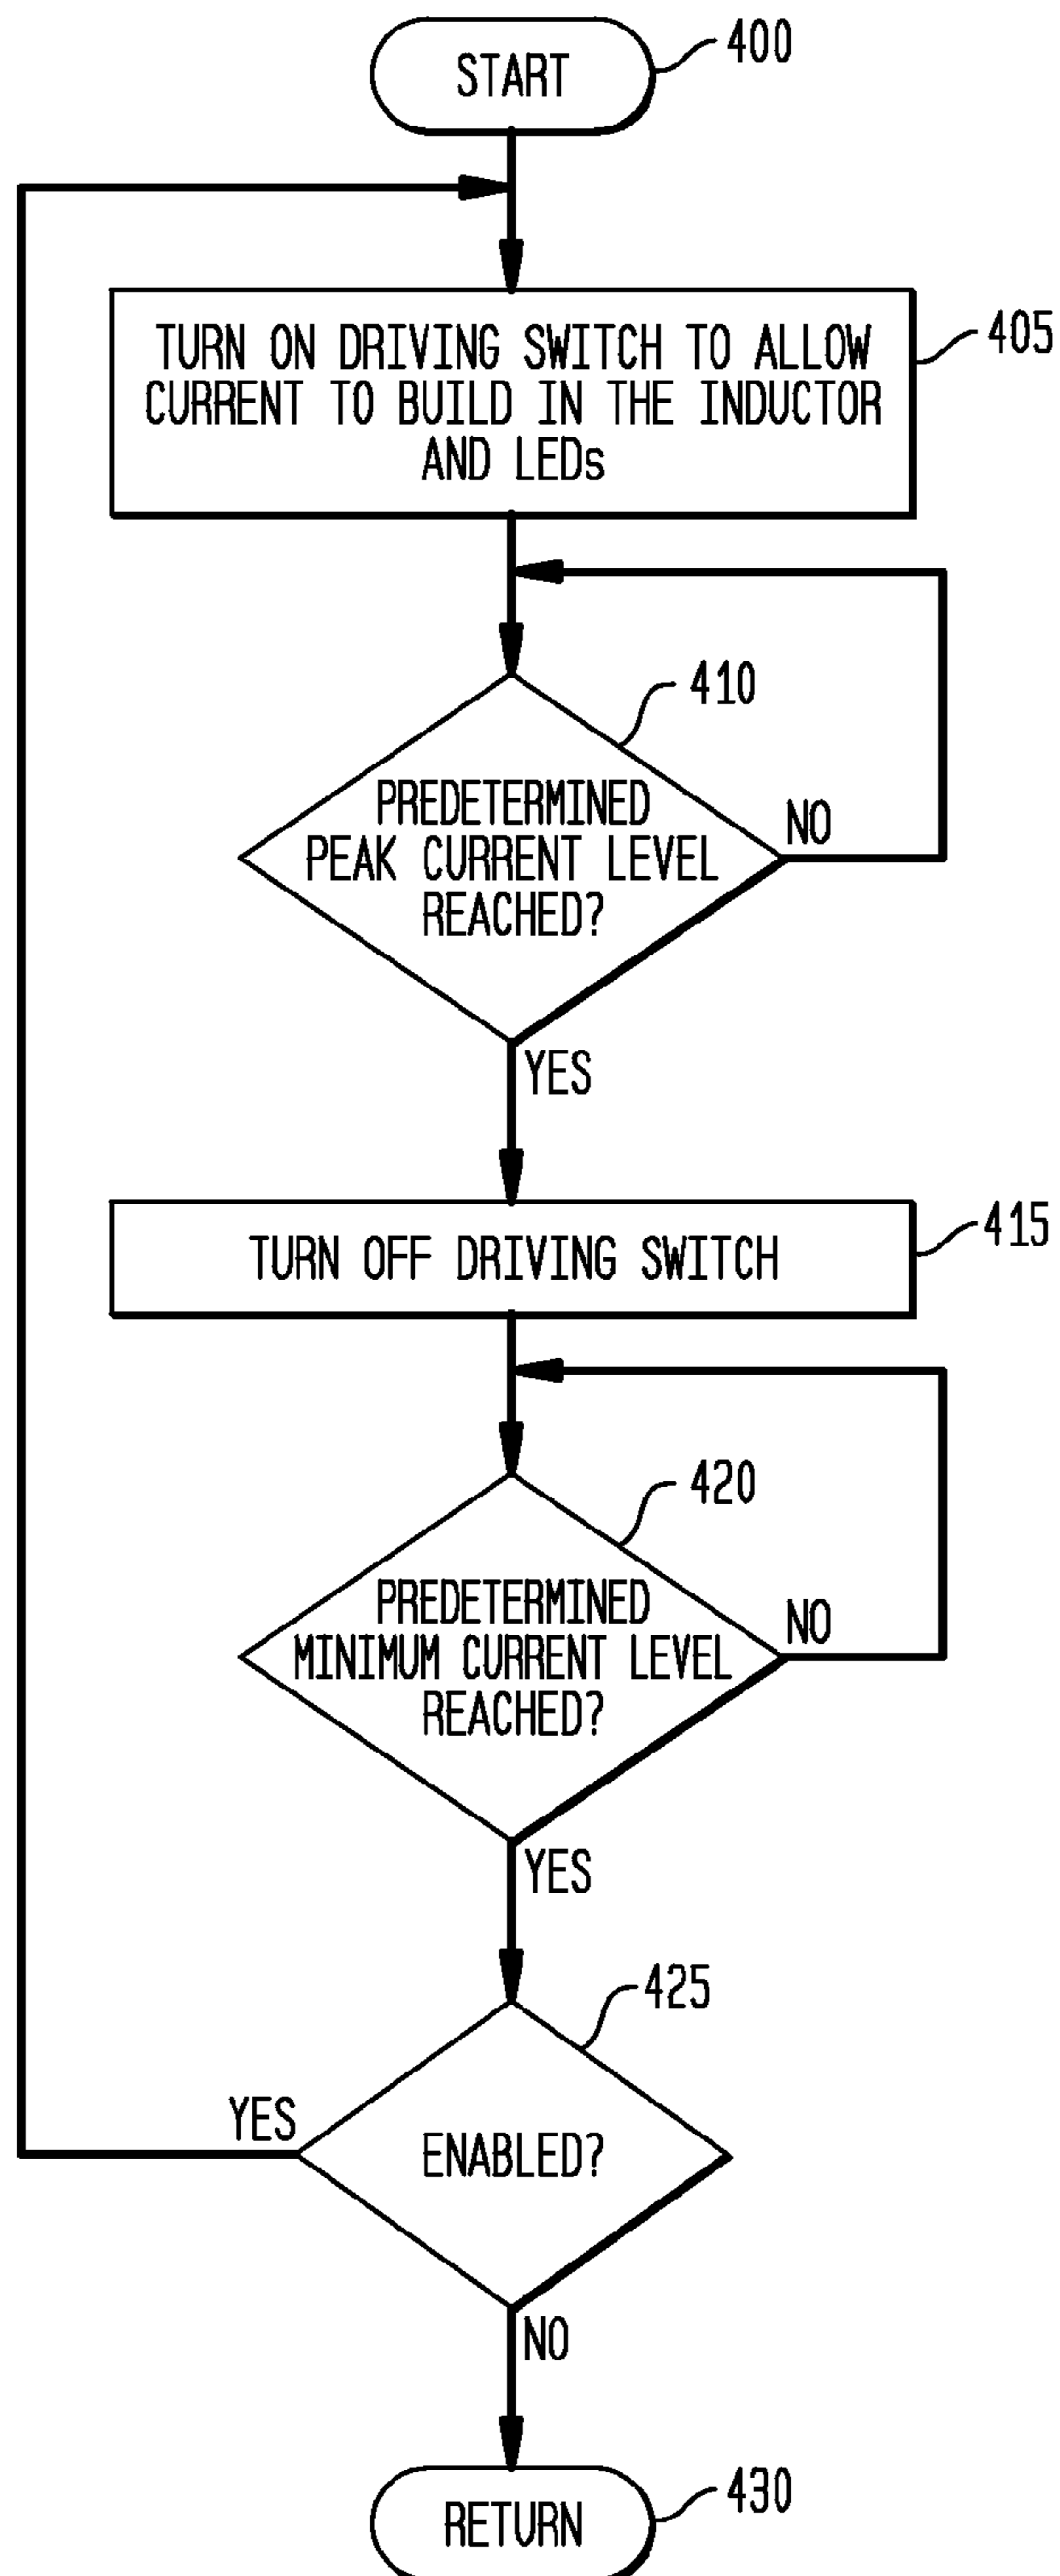 START
400
TURN ON DRIVING SWITCH TO ALLOW
CURRENT TO BUILD IN THE INDUCTOR
AND LEDs
405
410
PREDETERMINED
PEAK CURRENT LEVEL
REACHED?
NO
YES
TURN OFF DRIVING SWITCH
415
420
PREDETERMINED
MINIMUM CURRENT LEVEL
REACHED?
NO
YES
425
YES
ENABLED?
NO
RETURN
430